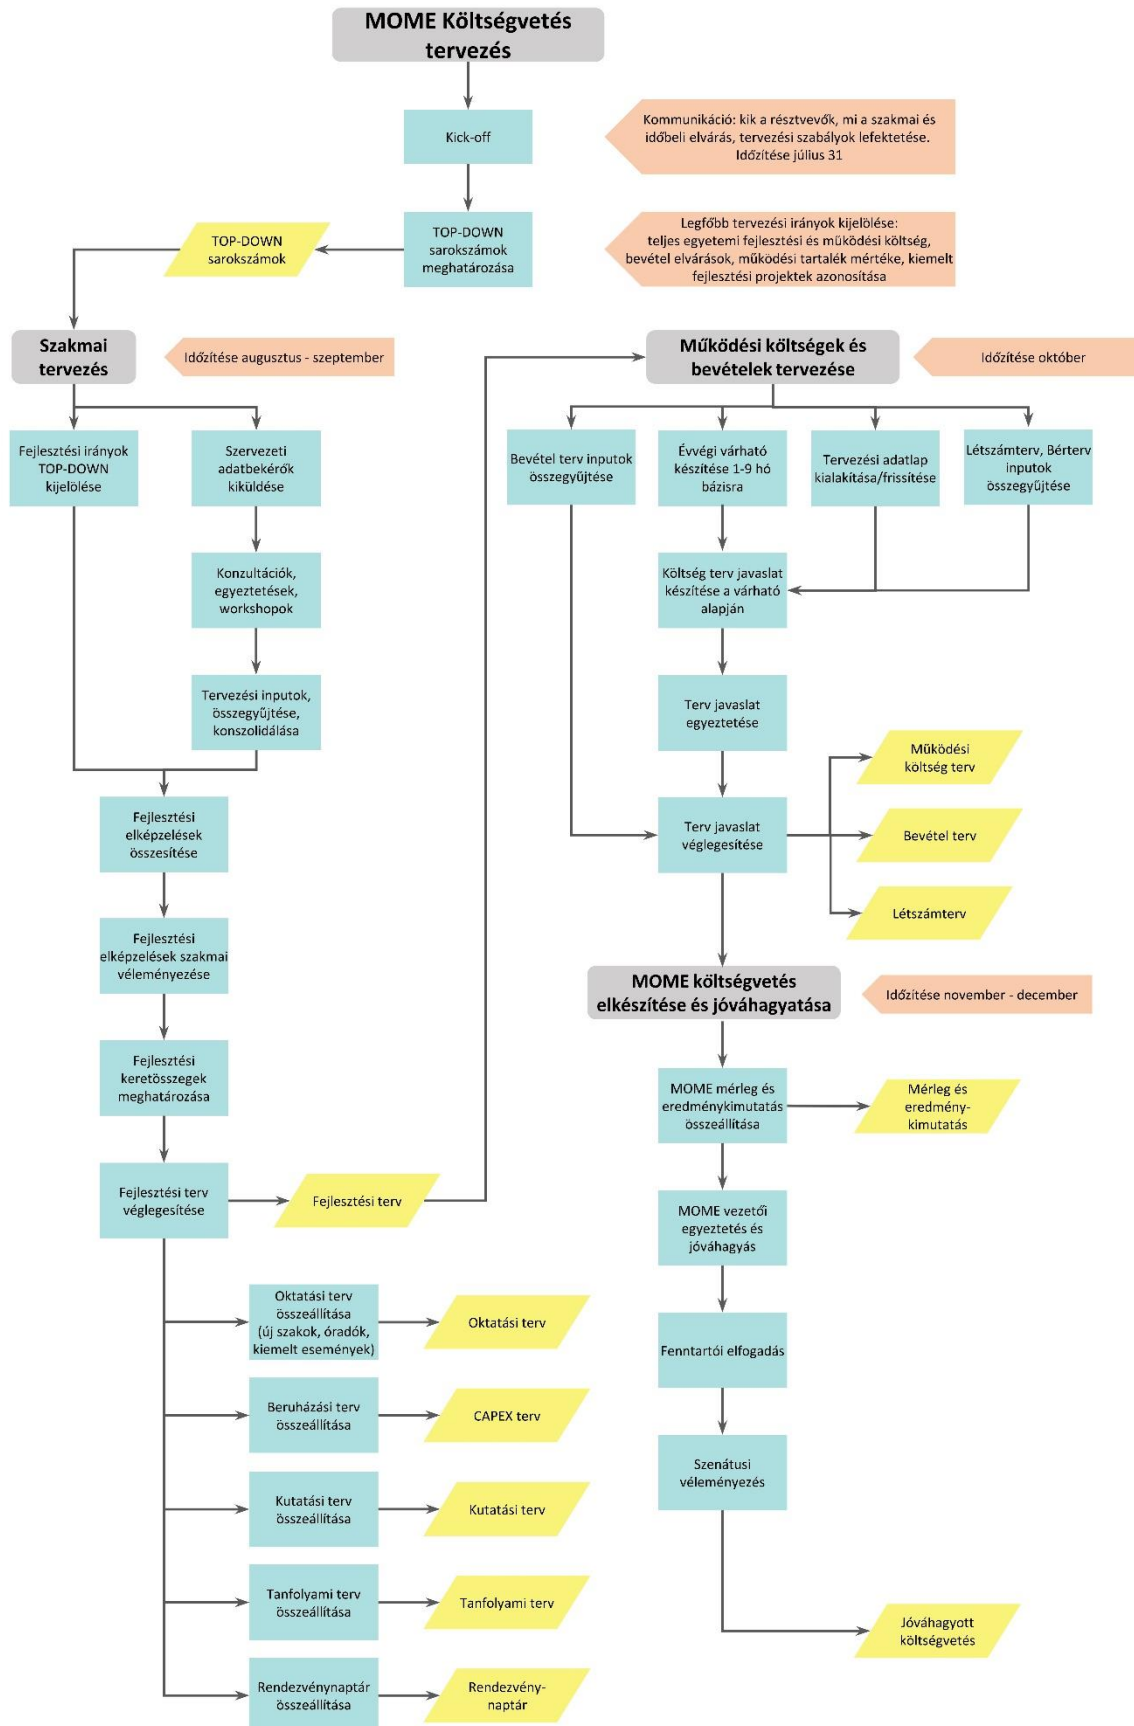 MOME Költségvetés
tervezés
Kick-off
Kommunikáció: kik a résztvevők, mi a szakmai és
időbeli elvárás, tervezési szabályok lefektetése.
Időzítése július 31
TOP-DOWN
sarokszámok
TOP-DOWN
sarokszámok
meghatározása
Legfőbb tervezési irányok kijelölése:
teljes egyetemi fejlesztési és működési költség,
bevétel elvárások, működési tartalék mértéke, kiemelt
fejlesztési projektek azonosítása
Szakmai
tervezés
Időzítése augusztus - szeptember
Fejlesztési irányok
TOP-DOWN
kijelölése
Szervezeti
adatbekérők
kiküldése
Konzultációk,
egyeztetések,
workshopok
Tervezési inputok,
összegyűjtése,
konszolidálása
Fejlesztési
elképzelések
összesítése
Fejlesztési
elképzelések szakmai
véleményezése
Fejlesztési
keretösszegek
meghatározása
Fejlesztési terv
véglegesítése
Fejlesztési terv
Oktatási terv
összeállítása
(új szakok, óradók,
kiemelt események)
Oktatási terv
Beruházási terv
összeállítása
CAPEX terv
Kutatási terv
összeállítása
Kutatási terv
Tanfolyami terv
összeállítása
Tanfolyami terv
Rendezvénynaptár
összeállítása
Rendezvény-
naptár
Működési költségek és
bevételek tervezése
Időzítése október
Bevétel terv inputok
összegyűjtése
Évvégi várható
készítése 1-9 hó
bázisra
Tervezési adatlap
kialakítása/frissítése
Létszámterv, Bérterv
inputok
összegyűjtése
Költség terv javaslat
készítése a várható
alapján
Terv javaslat
egyeztetése
Terv javaslat
véglegesítése
Működési
költség terv
Bevétel terv
Létszámterv
MOME költségvetés
elkészítése és jóváhagyatása
Időzítése november - december
MOME mérleg és
eredménykimutatás
összeállítása
Mérleg és
eredmény-
kimutatás
MOME vezetői
egyeztetés és
jóváhagyás
Fenntartói elfogadás
Szenátusi
véleményezés
Jóváhagyott
költségvetés